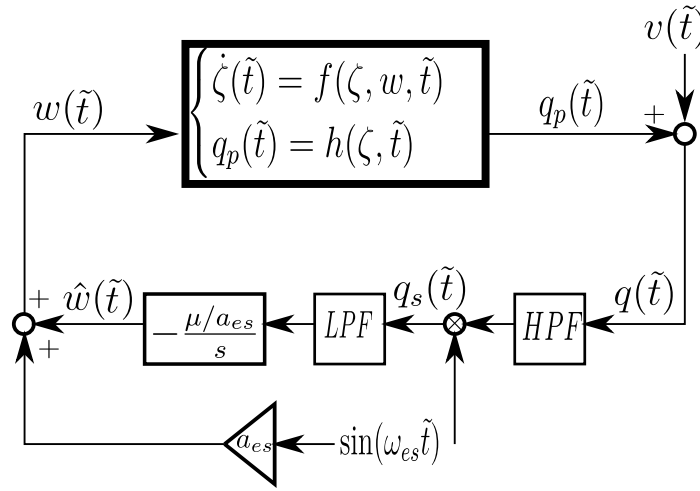 v(t̃)
w(t̃)
ζ̇(t̃) = f(ζ, w, t̃)
q_p(t̃) = h(ζ, t̃)
q_p(t̃)
+
+
ŵ(t̃)
− μ/a_es
s
LPF
q_s(t̃)
HPF
q(t̃)
+
a_es
sin(ω_es t̃)